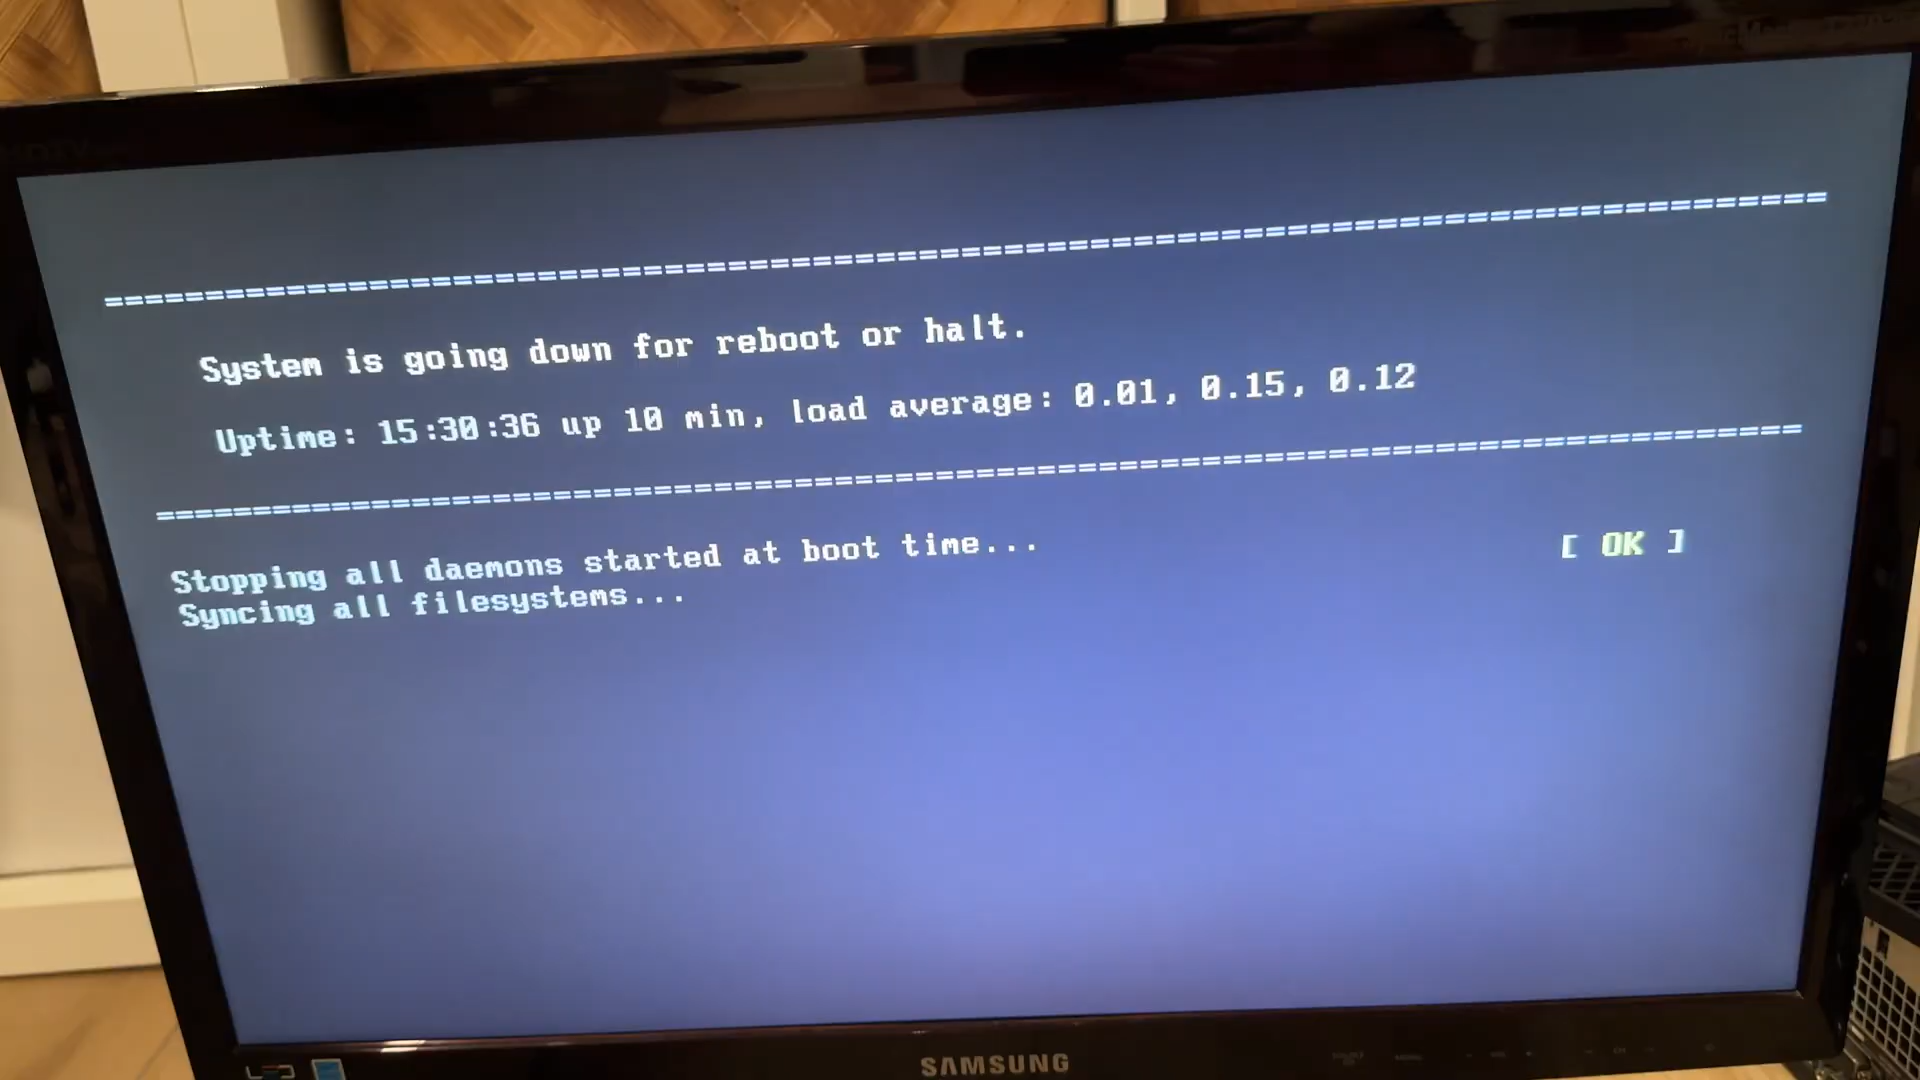 ================================================================================
System is going down for reboot or halt.
Uptime: 15:30:36 up 10 min, load average: 0.01, 0.15, 0.12
================================================================================
Stopping all daemons started at boot time... [ OK ]
Syncing all filesystems...
SAMSUNG